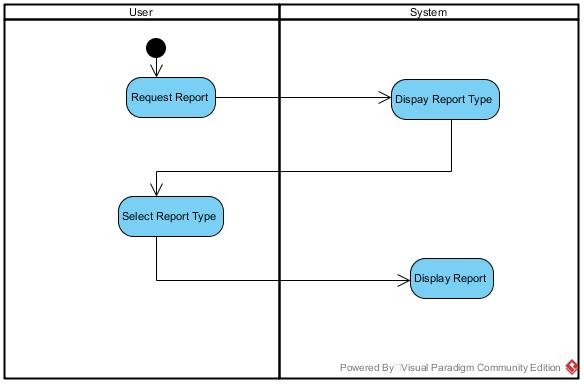 User
System
Request Report
Dispay Report Type
Select Report Type
Display Report
Powered By Visual Paradigm Community Edition